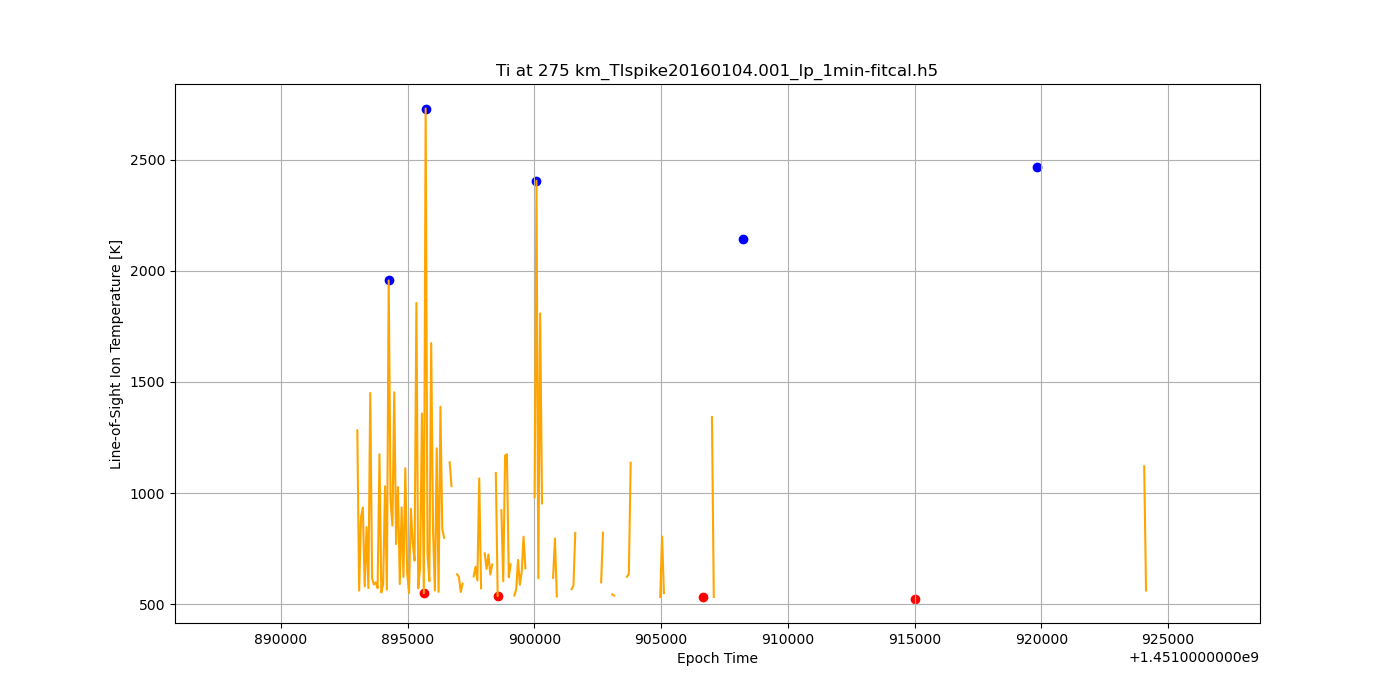 Ti at 275 km_TIspike20160104.001_lp_1min-fitcal.h5
Line-of-Sight Ion Temperature [K]
2500
2000
1500
1000
500
890000 895000 900000 905000 910000 915000 920000 925000
Epoch Time
+1.4510000000e9